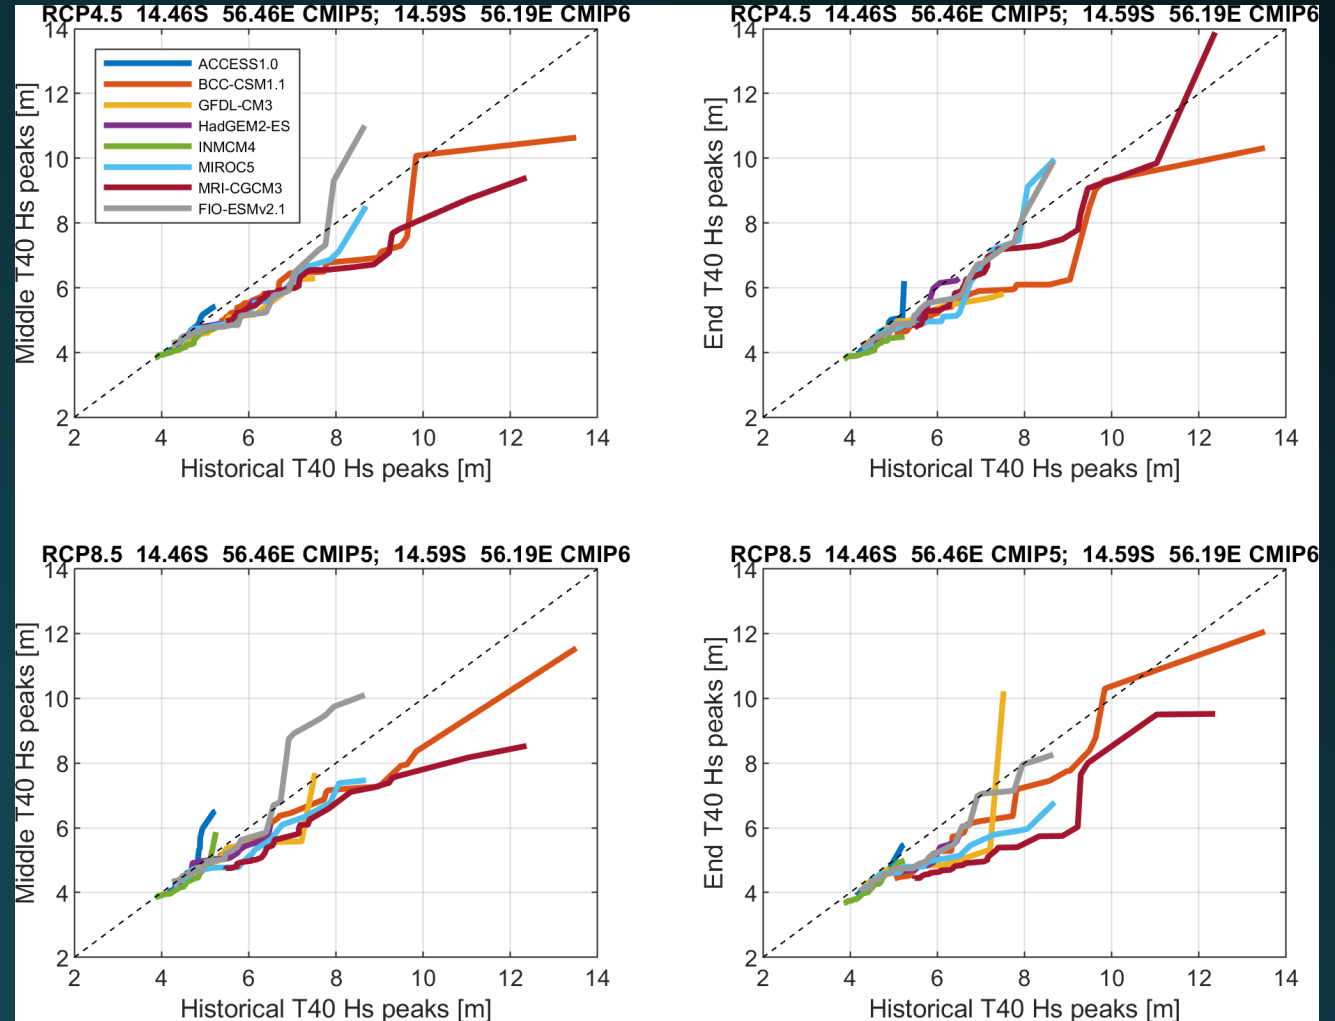 RCP4.5 14.46S 56.46E CMIP5; 14.59S 56.19E CMIP6
14
12
10
8
6
4
2
Middle T40 Hs peaks [m]
ACCESS1.0
BCC-CSM1.1
GFDL-CM3
HadGEM2-ES
INMCM4
MIROC5
MRI-CGCM3
FIO-ESMv2.1
2 4 6 8 10 12 14
Historical T40 Hs peaks [m]
RCP4.5 14.46S 56.46E CMIP5; 14.59S 56.19E CMIP6
14
12
10
8
6
4
2
End T40 Hs peaks [m]
2 4 6 8 10 12 14
Historical T40 Hs peaks [m]
RCP8.5 14.46S 56.46E CMIP5; 14.59S 56.19E CMIP6
14
12
10
8
6
4
2
Middle T40 Hs peaks [m]
2 4 6 8 10 12 14
Historical T40 Hs peaks [m]
RCP8.5 14.46S 56.46E CMIP5; 14.59S 56.19E CMIP6
14
12
10
8
6
4
2
End T40 Hs peaks [m]
2 4 6 8 10 12 14
Historical T40 Hs peaks [m]